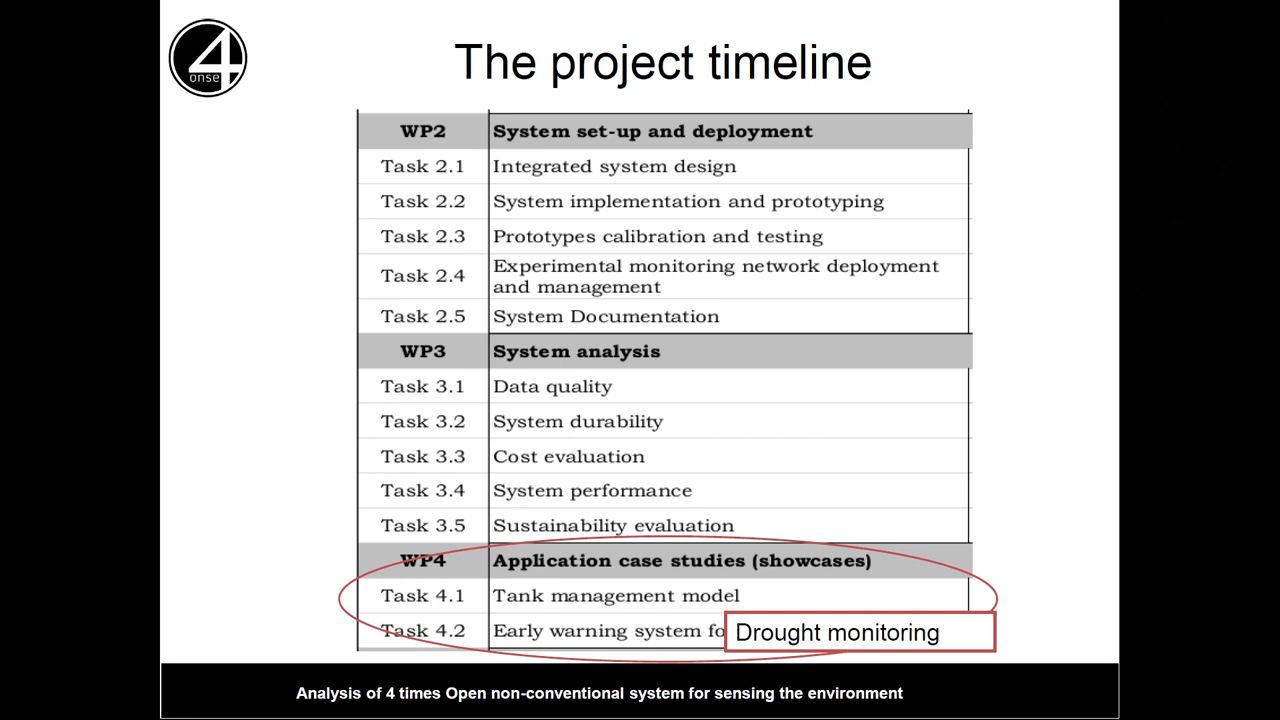 4
onse
The project timeline
WP2 System set-up and deployment
Task 2.1 Integrated system design
Task 2.2 System implementation and prototyping
Task 2.3 Prototypes calibration and testing
Task 2.4 Experimental monitoring network deployment
and management
Task 2.5 System Documentation
WP3 System analysis
Task 3.1 Data quality
Task 3.2 System durability
Task 3.3 Cost evaluation
Task 3.4 System performance
Task 3.5 Sustainability evaluation
WP4 Application case studies (showcases)
Task 4.1 Tank management model
Task 4.2 Early warning system fo
Drought monitoring
Analysis of 4 times Open non-conventional system for sensing the environment